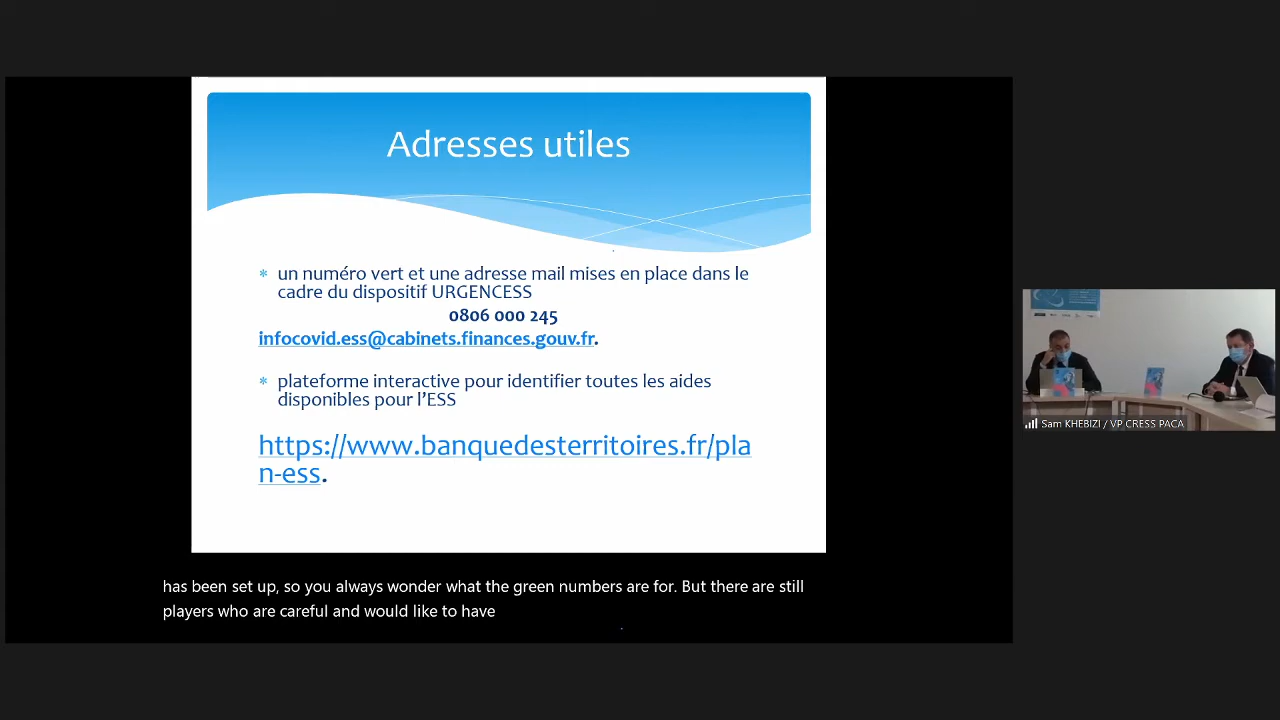 Adresses utiles
un numéro vert et une adresse mail mises en place dans le
cadre du dispositif URGENCESS
0806 000 245
infocovid.ess@cabinets.finances.gouv.fr.
plateforme interactive pour identifier toutes les aides
disponibles pour l’ESS
https://www.banquedesterritoires.fr/pla
n-ess.
Sam KHEBIZI / VP CRESS PACA
has been set up, so you always wonder what the green numbers are for. But there are still
players who are careful and would like to have